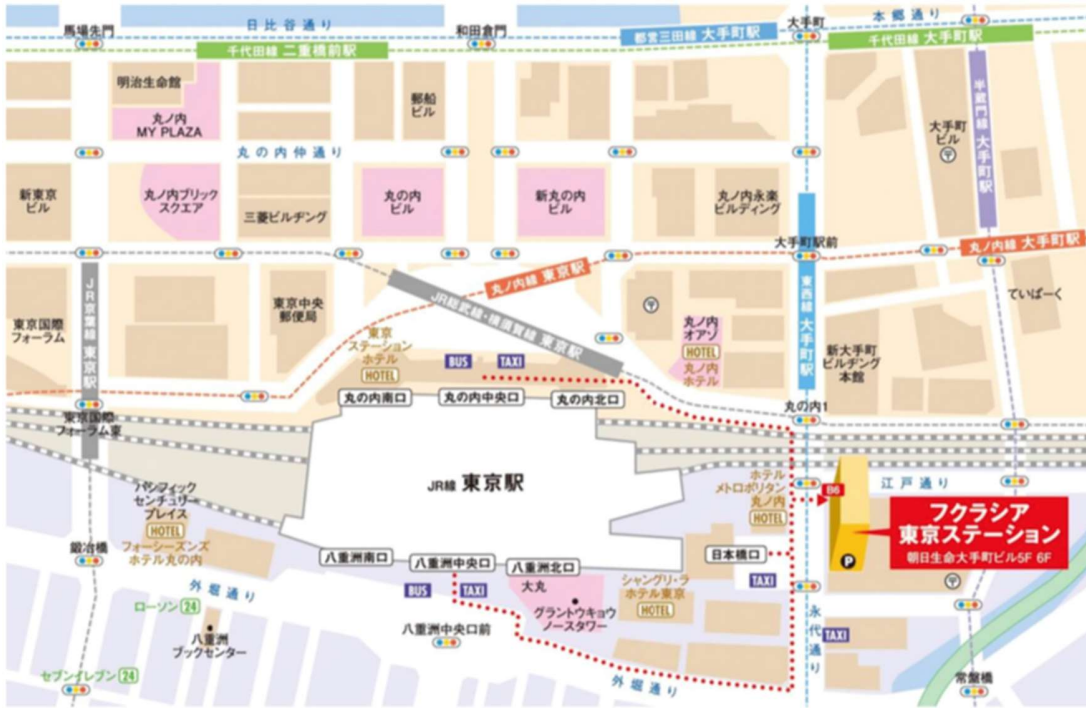 日比谷通り
本郷通り
馬場先門
和田倉門
大手町
都営三田線 大手町駅
千代田線 二重橋前駅
千代田線 大手町駅
明治生命館
丸ノ内
MY PLAZA
郵船
ビル
大手町
ビル
半蔵門線 大手町駅
丸の内仲通り
新東京
ビル
丸ノ内ブリック
スクエア
三菱ビルヂング
丸の内
ビル
新丸の内
ビル
丸ノ内永楽
ビルディング
大手町駅前
丸ノ内線 大手町駅
丸ノ内線 東京駅
JR総武線・横須賀線 東京駅
JR京葉線 東京駅
東西線 大手町駅
東京国際
フォーラム
東京中央
郵便局
東京
ステーション
ホテル
HOTEL
BUS
TAXI
丸ノ内
オアゾ
HOTEL
丸ノ内
ホテル
新大手町
ビルヂング
本館
ていぱーく
丸の内南口
丸の内中央口
丸の内北口
丸の内1
東京国際
フォーラム東
JR線 東京駅
パシフィック
センチュリー
プレイス
HOTEL
フォーシーズンズ
ホテル丸の内
ホテル
メトロポリタン
丸ノ内
HOTEL
B6
江戸通り
フクラシア
東京ステーション
朝日生命大手町ビル5F 6F
P
鍛冶橋
八重洲南口
八重洲中央口
八重洲北口
日本橋口
BUS
TAXI
大丸
グラントウキョウ
ノースタワー
シャングリ・ラ
ホテル東京
HOTEL
TAXI
外堀通り
ローソン 24
八重洲
ブックセンター
八重洲中央口前
セブンイレブン 24
外堀通り
永代通り
TAXI
常盤橋